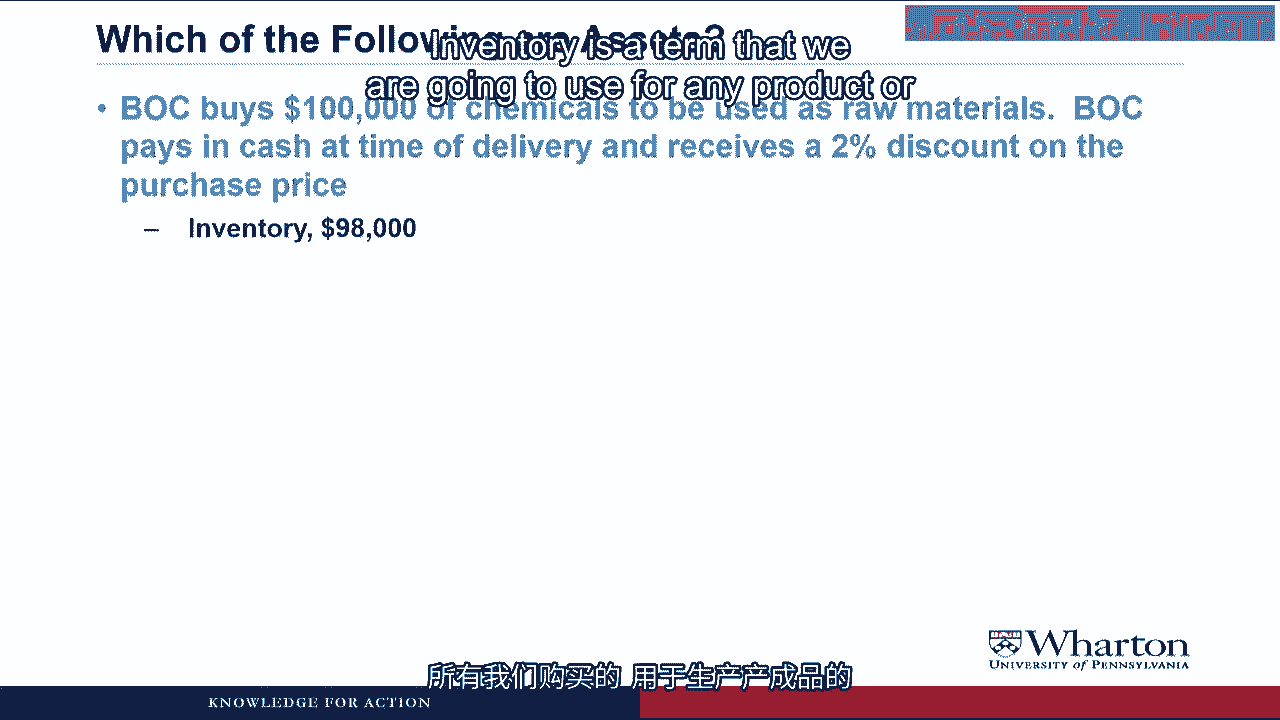 Which of the Following are Assets?
Inventory is a term that we
are going to use for any product or
• BOC buys $100,000 of chemicals to be used as raw materials. BOC
pays in cash at time of delivery and receives a 2% discount on the
purchase price
– Inventory, $98,000
Wharton
UNIVERSITY of PENNSYLVANIA
所有我们购买的 用于生产产成品的
KNOWLEDGE FOR ACTION